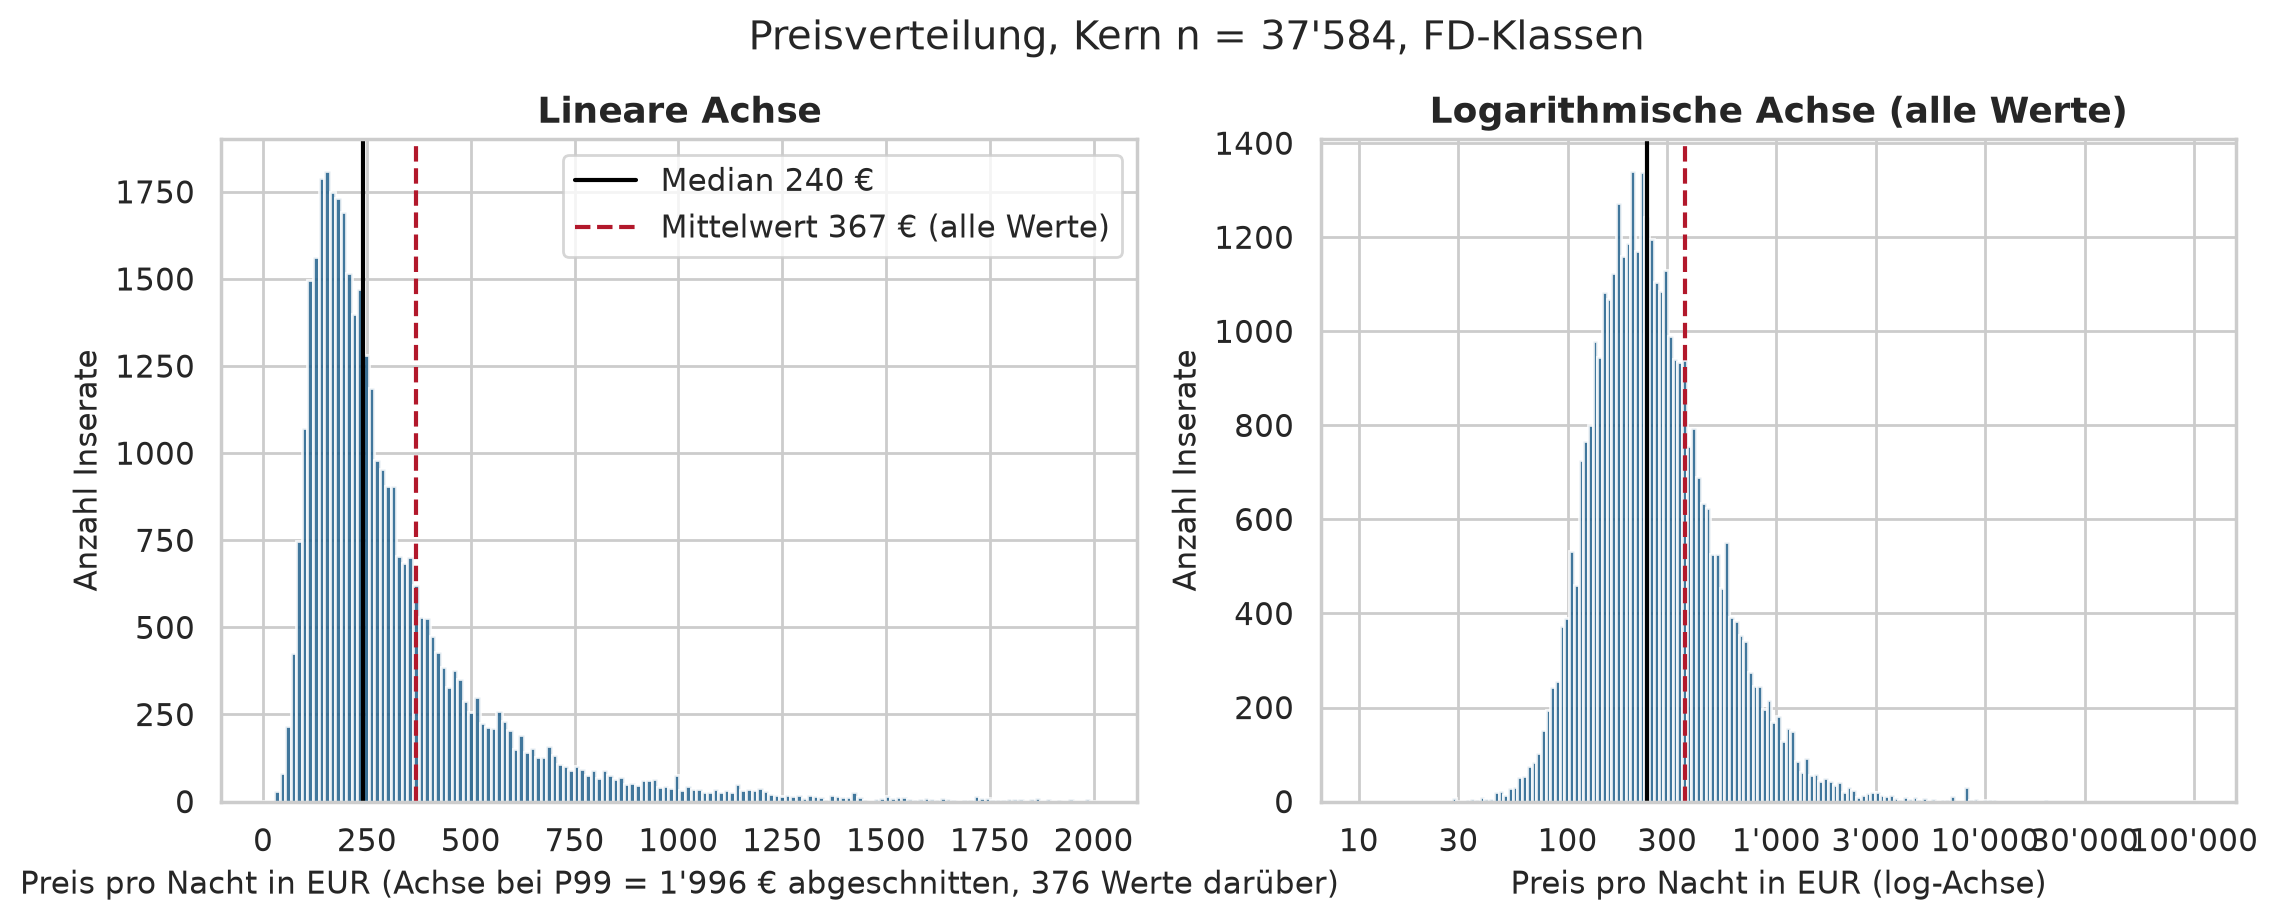 Preisverteilung, Kern n = 37'584, FD-Klassen
Lineare Achse
Median 240 €
Mittelwert 367 € (alle Werte)
Anzahl Inserate
1750
1500
1250
1000
750
500
250
0
0 250 500 750 1000 1250 1500 1750 2000
Preis pro Nacht in EUR (Achse bei P99 = 1'996 € abgeschnitten, 376 Werte darüber)
Logarithmische Achse (alle Werte)
Anzahl Inserate
1400
1200
1000
800
600
400
200
0
10 30 100 300 1'000 3'000 10'000 30'000 100'000
Preis pro Nacht in EUR (log-Achse)